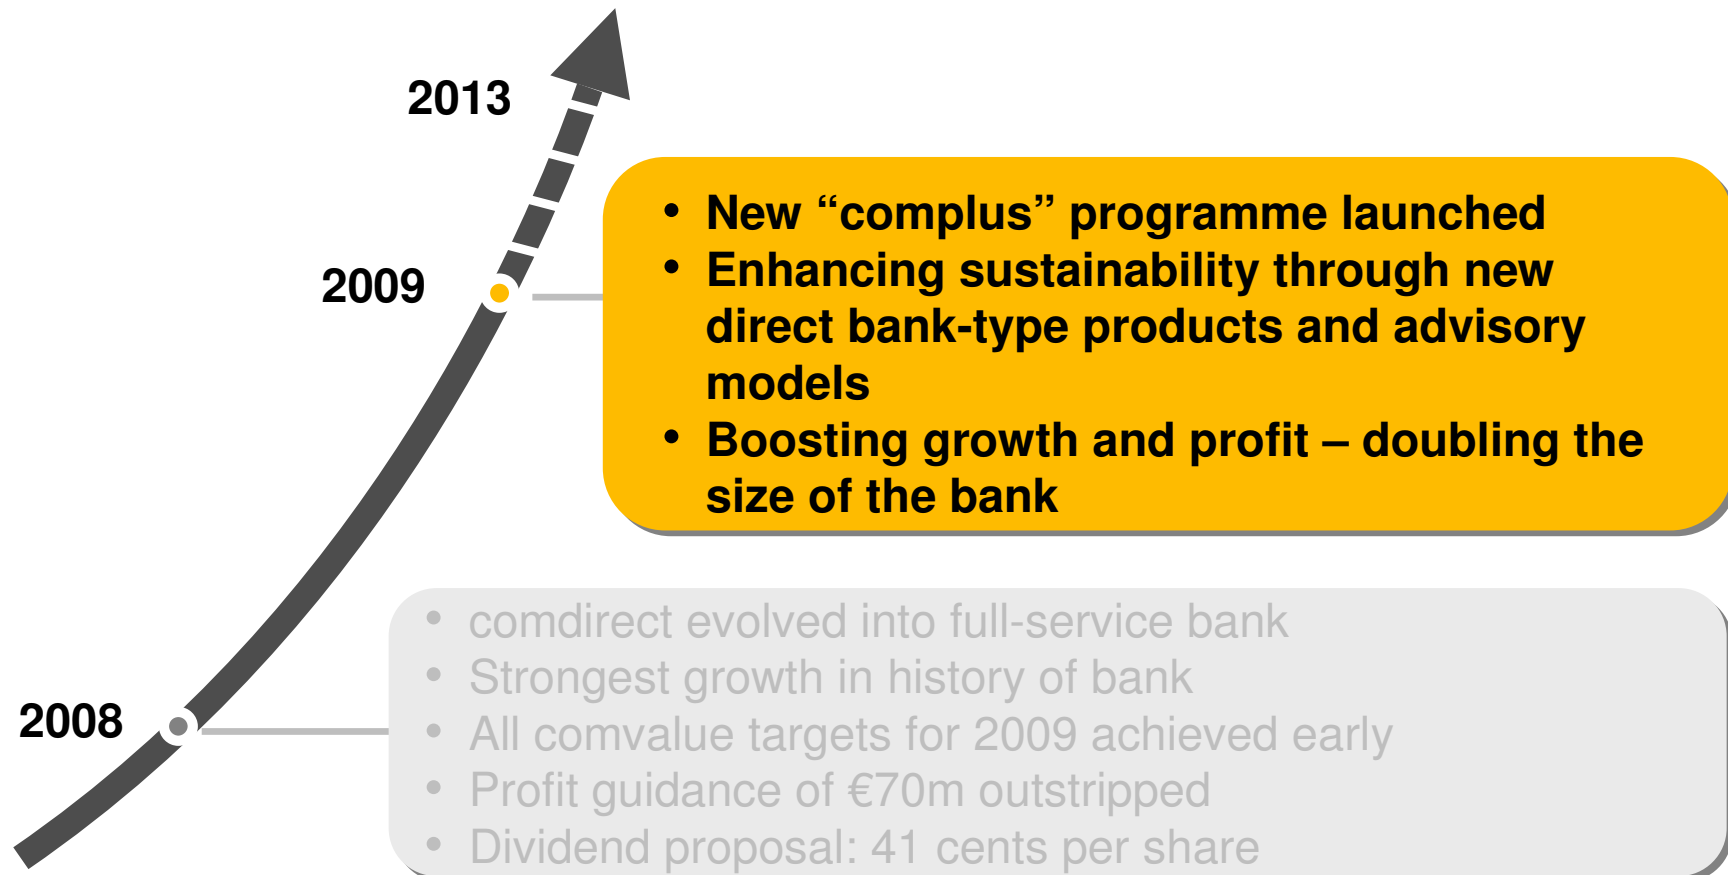 2013
• New “complus” programme launched
• Enhancing sustainability through new
direct bank-type products and advisory
models
• Boosting growth and profit – doubling the
size of the bank
2009
• comdirect evolved into full-service bank
• Strongest growth in history of bank
• All comvalue targets for 2009 achieved early
• Profit guidance of €70m outstripped
• Dividend proposal: 41 cents per share
2008